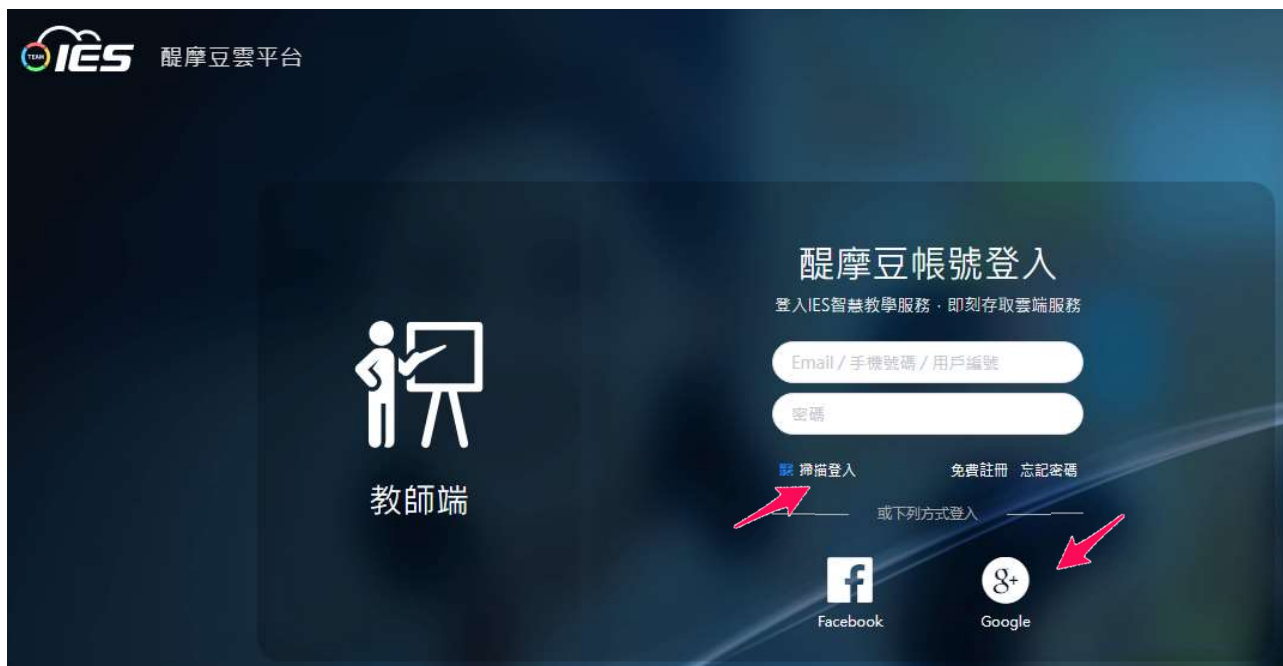 TEAM IES 醍摩豆雲平台
醍摩豆帳號登入
登入IES智慧教學服務，即刻存取雲端服務
Email / 手機號碼 / 用戶編號
密碼
掃描登入 免費註冊 忘記密碼
或下列方式登入
教師端
f g+
Facebook Google